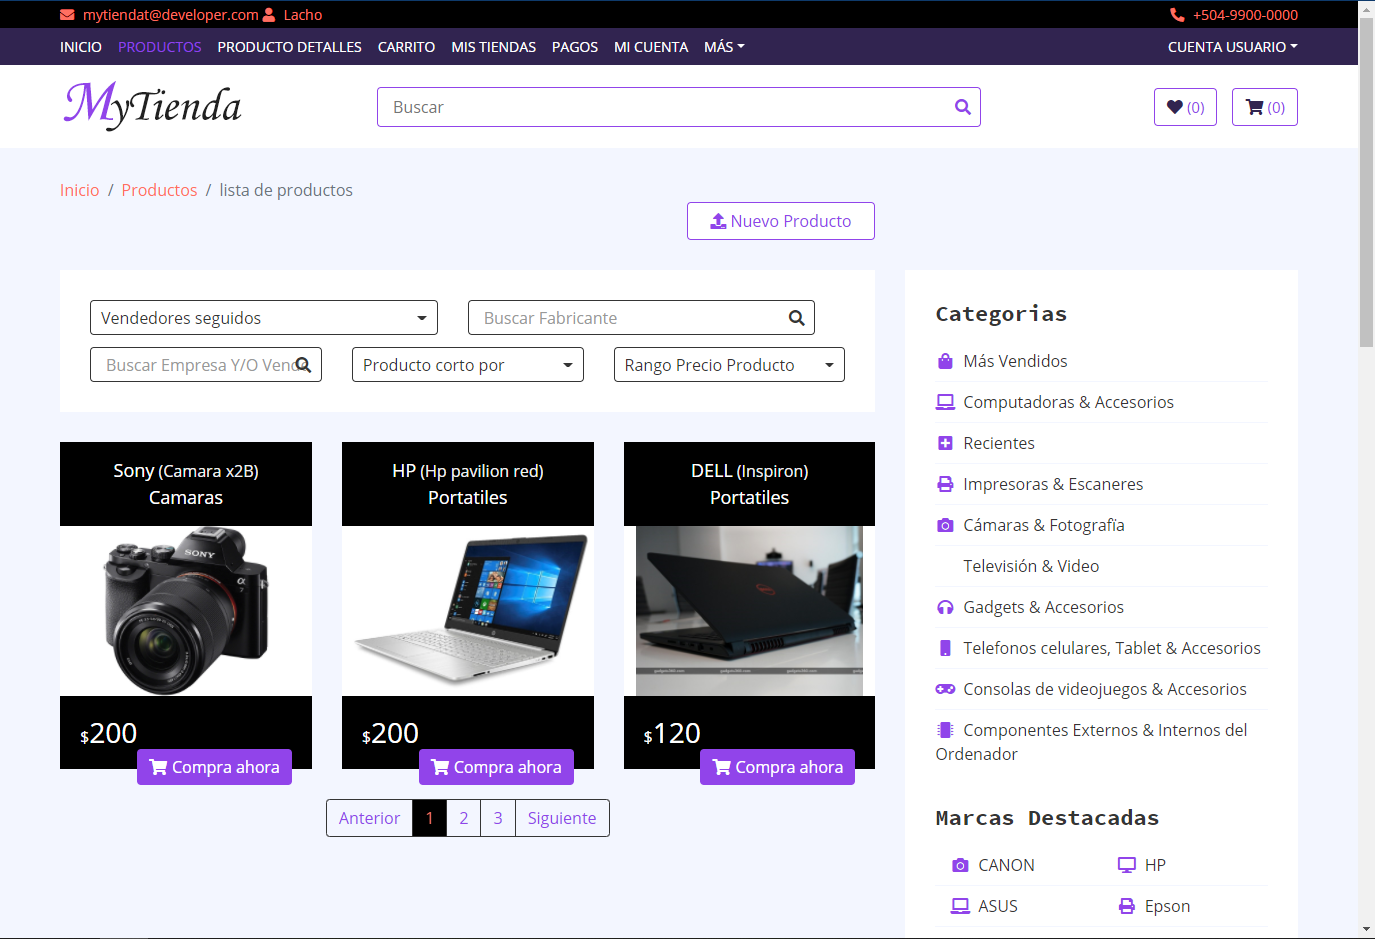 mytiendat@developer.com Lacho +504-9900-0000
INICIO PRODUCTOS PRODUCTO DETALLES CARRITO MIS TIENDAS PAGOS MI CUENTA MÁS CUENTA USUARIO
MyTienda Buscar (0) (0)
Inicio / Productos / lista de productos
Nuevo Producto
Vendedores seguidos Buscar Fabricante
Buscar Empresa Y/O Vend Producto corto por Rango Precio Producto
Sony (Camara x2B)
Camaras
HP (Hp pavilion red)
Portatiles
DELL (Inspiron)
Portatiles
SONY
$200
Compra ahora
$200
Compra ahora
$120
Compra ahora
Anterior 1 2 3 Siguiente
Categorias
Más Vendidos
Computadoras & Accesorios
Recientes
Impresoras & Escaneres
Cámaras & Fotografïa
Televisión & Video
Gadgets & Accesorios
Telefonos celulares, Tablet & Accesorios
Consolas de videojuegos & Accesorios
Componentes Externos & Internos del
Ordenador
Marcas Destacadas
CANON HP
ASUS Epson